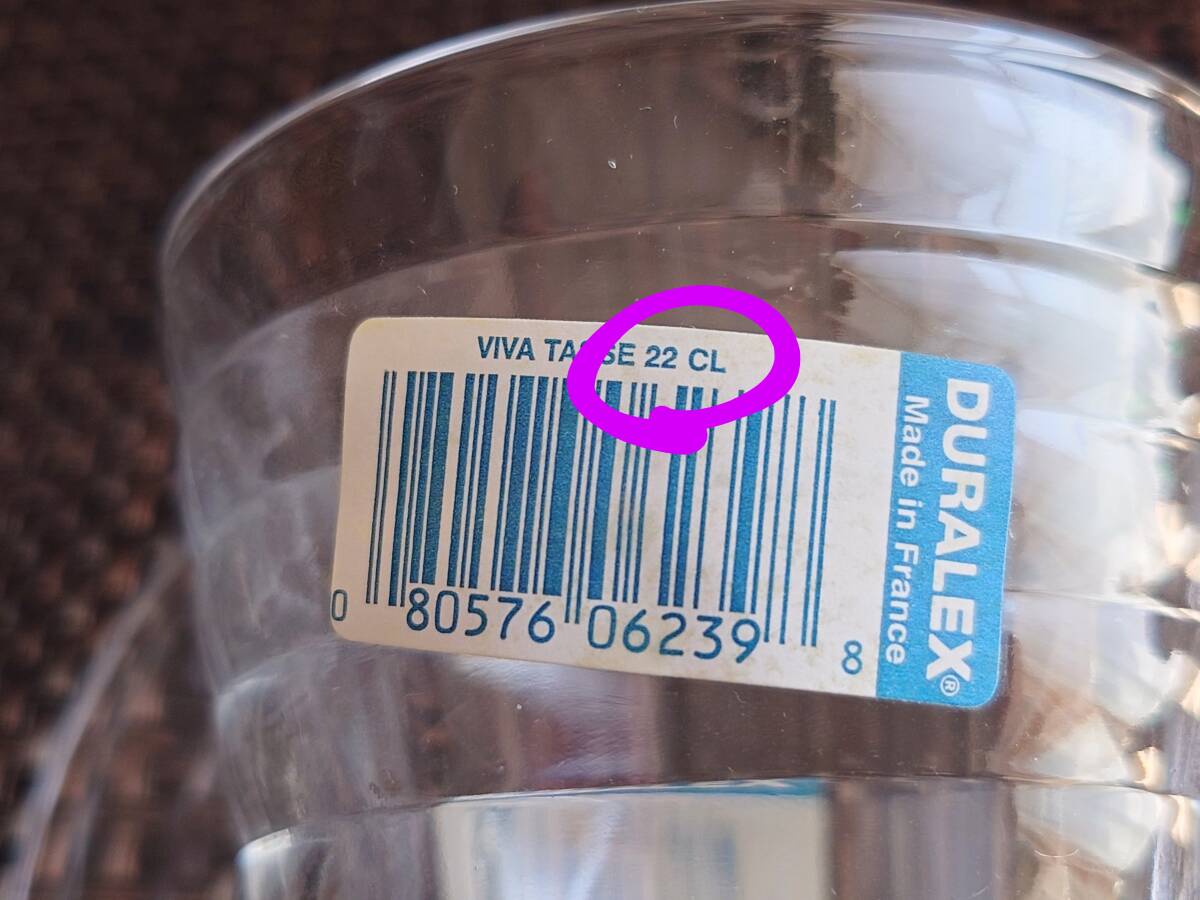 VIVA TASSE 22 CL
0 80576 06239 8
DURALEX®
Made in France